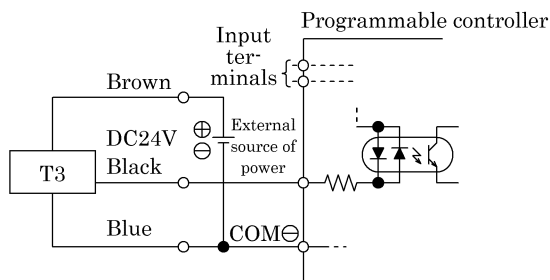 Programmable controller
Input
ter-
minals
Brown
DC24V
⊕
⊖
External
source of
power
T3
Black
Blue
COM⊖